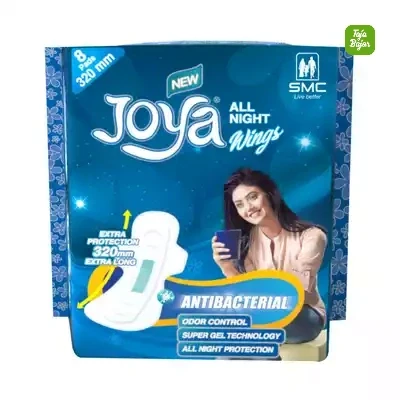 Taja
Bajar
8
Pads
320 mm
NEW
Joya®
ALL
NIGHT
Wings
SMC
Live better
EXTRA
PROTECTION
320mm
EXTRA LONG
ANTIBACTERIAL
ODOR CONTROL
SUPER GEL TECHNOLOGY
ALL NIGHT PROTECTION